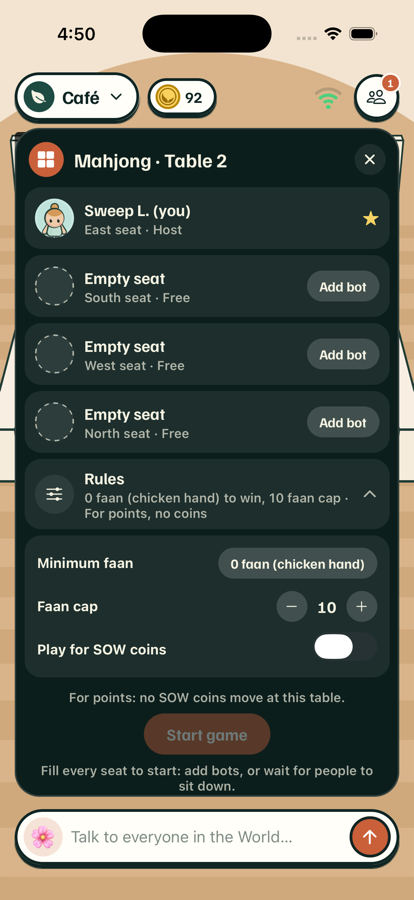 4:50
Café
92
1
Mahjong · Table 2
Sweep L. (you)
East seat · Host
Empty seat
South seat · Free
Add bot
Empty seat
West seat · Free
Add bot
Empty seat
North seat · Free
Add bot
Rules
0 faan (chicken hand) to win, 10 faan cap ·
For points, no coins
Minimum faan
0 faan (chicken hand)
Faan cap
10
Play for SOW coins
For points: no SOW coins move at this table.
Start game
Fill every seat to start: add bots, or wait for people to
sit down.
Talk to everyone in the World...